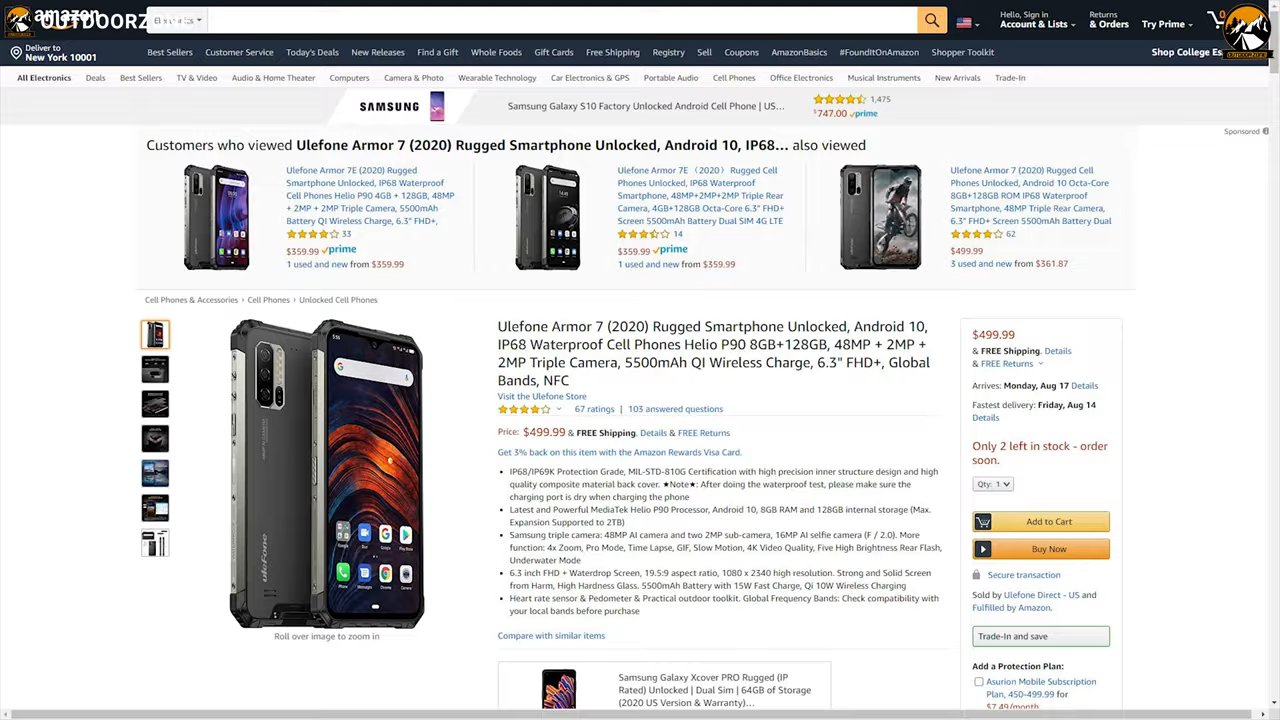 amazon
OUTDOORZ
Electronics
Hello, Sign in
Account & Lists
Returns
& Orders
Try Prime
0
Deliver to
New York 10001
Best Sellers Customer Service Today's Deals New Releases Find a Gift Whole Foods Gift Cards Free Shipping Registry Sell Coupons AmazonBasics #FoundItOnAmazon Shopper Toolkit
Shop College Es
All Electronics Deals Best Sellers TV & Video Audio & Home Theater Computers Camera & Photo Wearable Technology Car Electronics & GPS Portable Audio Cell Phones Office Electronics Musical Instruments New Arrivals Trade-In
SAMSUNG
Samsung Galaxy S10 Factory Unlocked Android Cell Phone | US...
1,475
$747.00 prime
Sponsored
Customers who viewed Ulefone Armor 7 (2020) Rugged Smartphone Unlocked, Android 10, IP68... also viewed
Ulefone Armor 7E (2020) Rugged
Smartphone Unlocked, IP68 Waterproof
Cell Phones Helio P90 4GB + 128GB, 48MP
+ 2MP + 2MP Triple Camera, 5500mAh
Battery QI Wireless Charge, 6.3" FHD+,
33
$359.99 prime
1 used and new from $359.99
Ulefone Armor 7E （2020） Rugged Cell
Phones Unlocked, IP68 Waterproof
Smartphone, 48MP+2MP+2MP Triple Rear
Camera, 4GB+128GB Octa-Core 6.3" FHD+
Screen 5500mAh Battery Dual SIM 4G LTE
14
$359.99 prime
1 used and new from $359.99
Ulefone Armor 7 (2020) Rugged Cell
Phones Unlocked, Android 10 Octa-Core
8GB+128GB ROM IP68 Waterproof
Smartphone, 48MP Triple Rear Camera,
6.3" FHD+ Screen 5500mAh Battery Dual
62
$499.99
3 used and new from $361.87
Cell Phones & Accessories › Cell Phones › Unlocked Cell Phones
ulefone
Roll over image to zoom in
Ulefone Armor 7 (2020) Rugged Smartphone Unlocked, Android 10,
IP68 Waterproof Cell Phones Helio P90 8GB+128GB, 48MP + 2MP +
2MP Triple Camera, 5500mAh QI Wireless Charge, 6.3" FHD+, Global
Bands, NFC
Visit the Ulefone Store
67 ratings | 103 answered questions
Price: $499.99 & FREE Shipping. Details & FREE Returns
Get 3% back on this item with the Amazon Rewards Visa Card.
• IP68/IP69K Protection Grade, MIL-STD-810G Certification with high precision inner structure design and high
quality composite material back cover. ★Note★: After doing the waterproof test, please make sure the
charging port is dry when charging the phone
• Latest and Powerful MediaTek Helio P90 Processor, Android 10, 8GB RAM and 128GB internal storage (Max.
Expansion Supported to 2TB)
• Samsung triple camera: 48MP AI camera and two 2MP sub-camera, 16MP AI selfie camera (F / 2.0). More
function: 4x Zoom, Pro Mode, Time Lapse, GIF, Slow Motion, 4K Video Quality, Five High Brightness Rear Flash,
Underwater Mode
• 6.3 inch FHD + Waterdrop Screen, 19.5:9 aspect ratio, 1080 x 2340 high resolution. Strong and Solid Screen
from Harm, High Hardness Glass, 5500mAh Battery with 15W Fast Charge, Qi 10W Wireless Charging
• Heart rate sensor & Pedometer & Practical outdoor toolkit. Global Frequency Bands: Check compatibility with
your local bands before purchase
Compare with similar items
Samsung Galaxy Xcover PRO Rugged (IP
Rated) Unlocked | Dual Sim | 64GB of Storage
(2020 US Version & Warranty)...
$499.99
& FREE Shipping. Details
& FREE Returns
Arrives: Monday, Aug 17 Details
Fastest delivery: Friday, Aug 14
Details
Only 2 left in stock - order
soon.
Qty: 1
Add to Cart
Buy Now
Secure transaction
Sold by Ulefone Direct - US and
Fulfilled by Amazon.
Trade-In and save
Add a Protection Plan:
Asurion Mobile Subscription
Plan, 450-499.99 for
$7.49/month